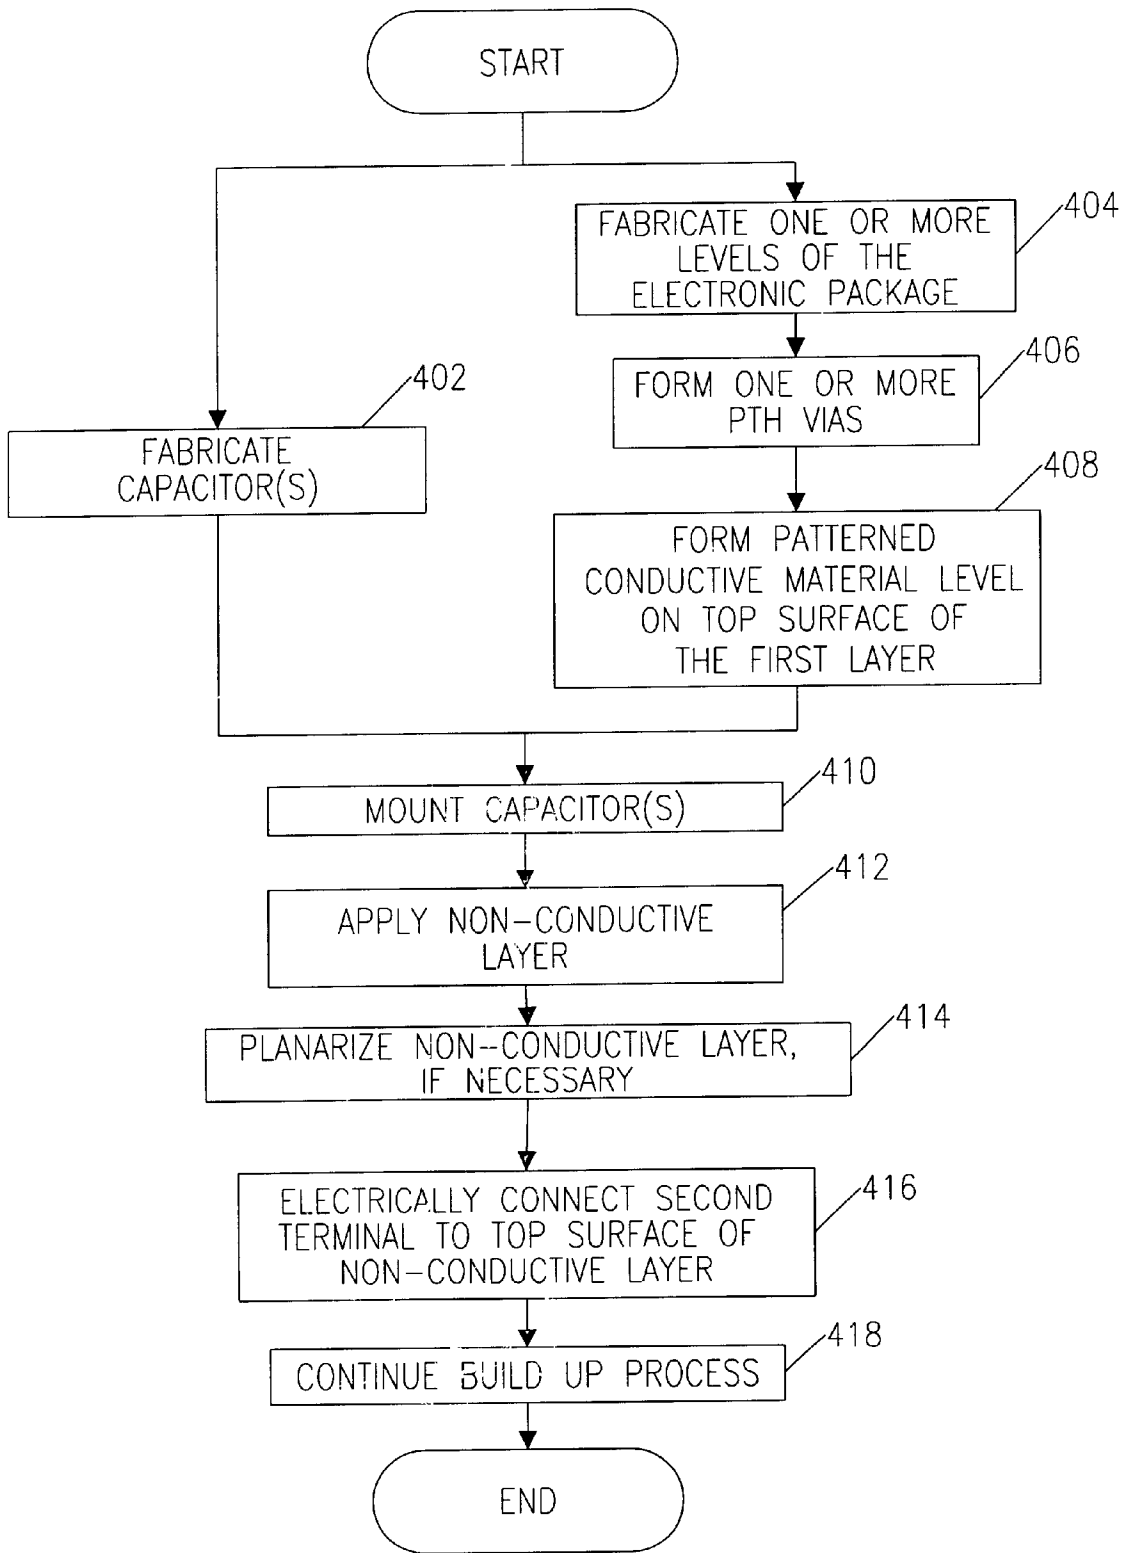 START
404
FABRICATE ONE OR MORE
LEVELS OF THE
ELECTRONIC PACKAGE
406
FORM ONE OR MORE
PTH VIAS
402
FABRICATE
CAPACITOR(S)
408
FORM PATTERNED
CONDUCTIVE MATERIAL LEVEL
ON TOP SURFACE OF
THE FIRST LAYER
410
MOUNT CAPACITOR(S)
412
APPLY NON-CONDUCTIVE
LAYER
414
PLANARIZE NON-CONDUCTIVE LAYER,
IF NECESSARY
416
ELECTRICALLY CONNECT SECOND
TERMINAL TO TOP SURFACE OF
NON-CONDUCTIVE LAYER
418
CONTINUE BUILD UP PROCESS
END